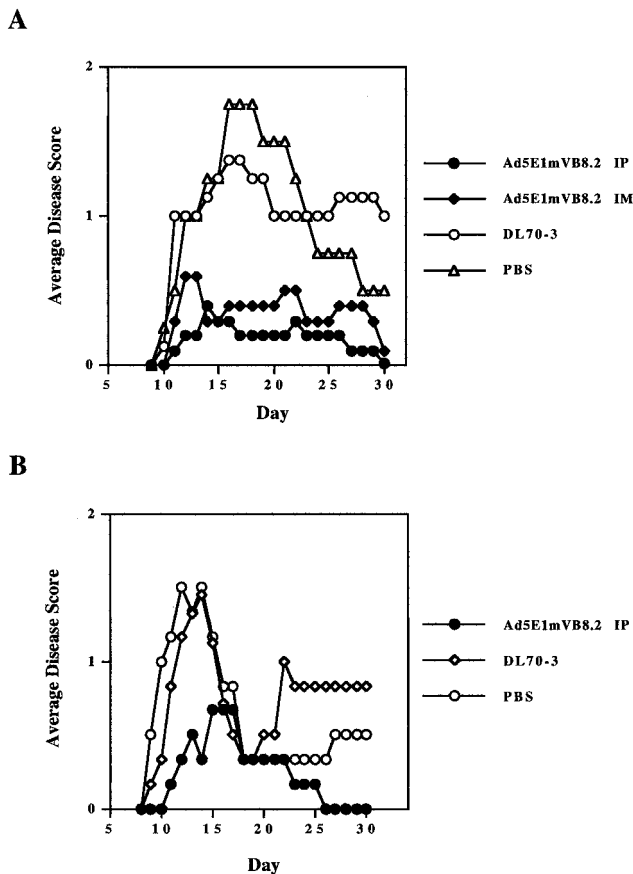 A
2
1
0
5 10 15 20 25 30
Average Disease Score
Day
Ad5E1mVB8.2 IP
Ad5E1mVB8.2 IM
DL70-3
PBS
B
2
1
0
5 10 15 20 25 30
Average Disease Score
Day
Ad5E1mVB8.2 IP
DL70-3
PBS